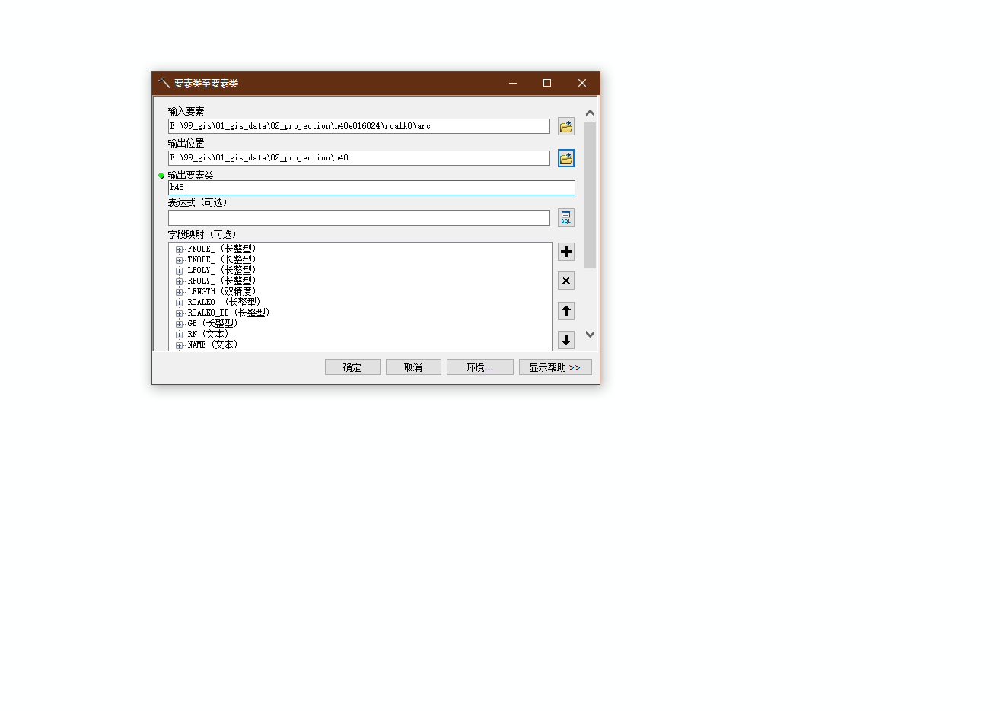 要素类至要素类
输入要素
E:\99_gis\01_gis_data\02_projection\h48e016024\roalk0\arc
输出位置
E:\99_gis\01_gis_data\02_projection\h48
输出要素类
h48
表达式 (可选)
SQL
字段映射 (可选)
FNODE_ (长整型)
TNODE_ (长整型)
LPOLY_ (长整型)
RPOLY_ (长整型)
LENGTH (双精度)
ROALK0_ (长整型)
ROALK0_ID (长整型)
GB (长整型)
RN (文本)
NAME (文本)
确定 取消 环境... 显示帮助 >>